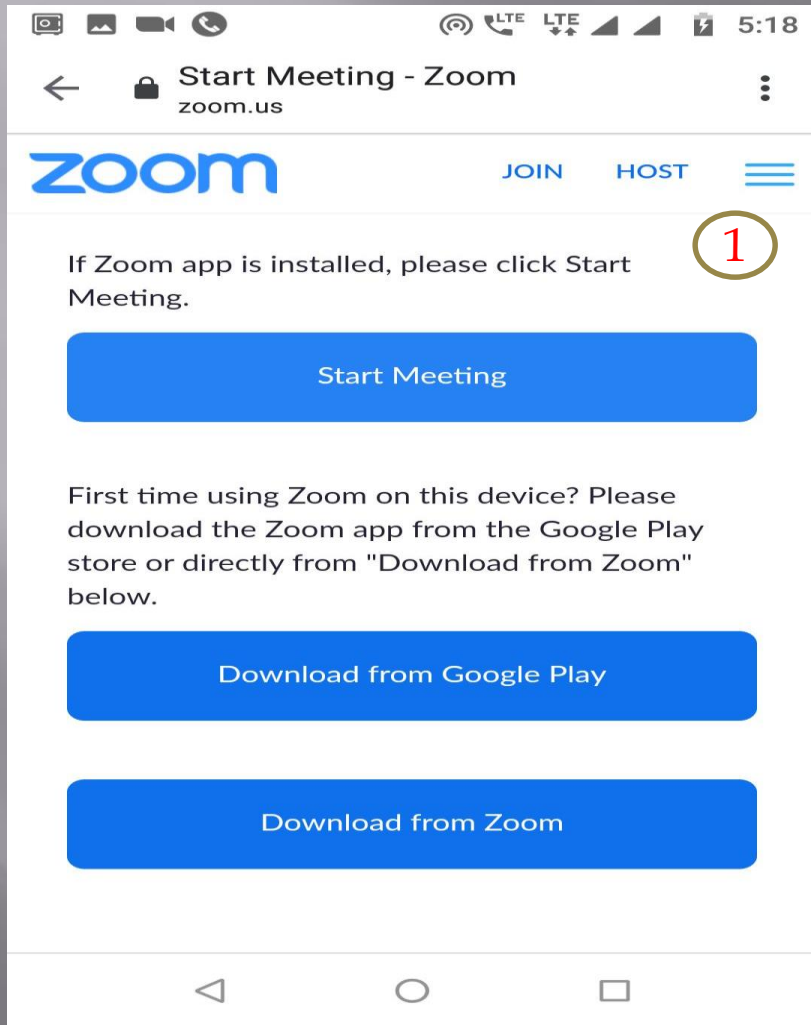 LTE LTE 5:18
Start Meeting - Zoom
zoom.us
zoom JOIN HOST
1
If Zoom app is installed, please click Start
Meeting.
Start Meeting
First time using Zoom on this device? Please
download the Zoom app from the Google Play
store or directly from "Download from Zoom"
below.
Download from Google Play
Download from Zoom